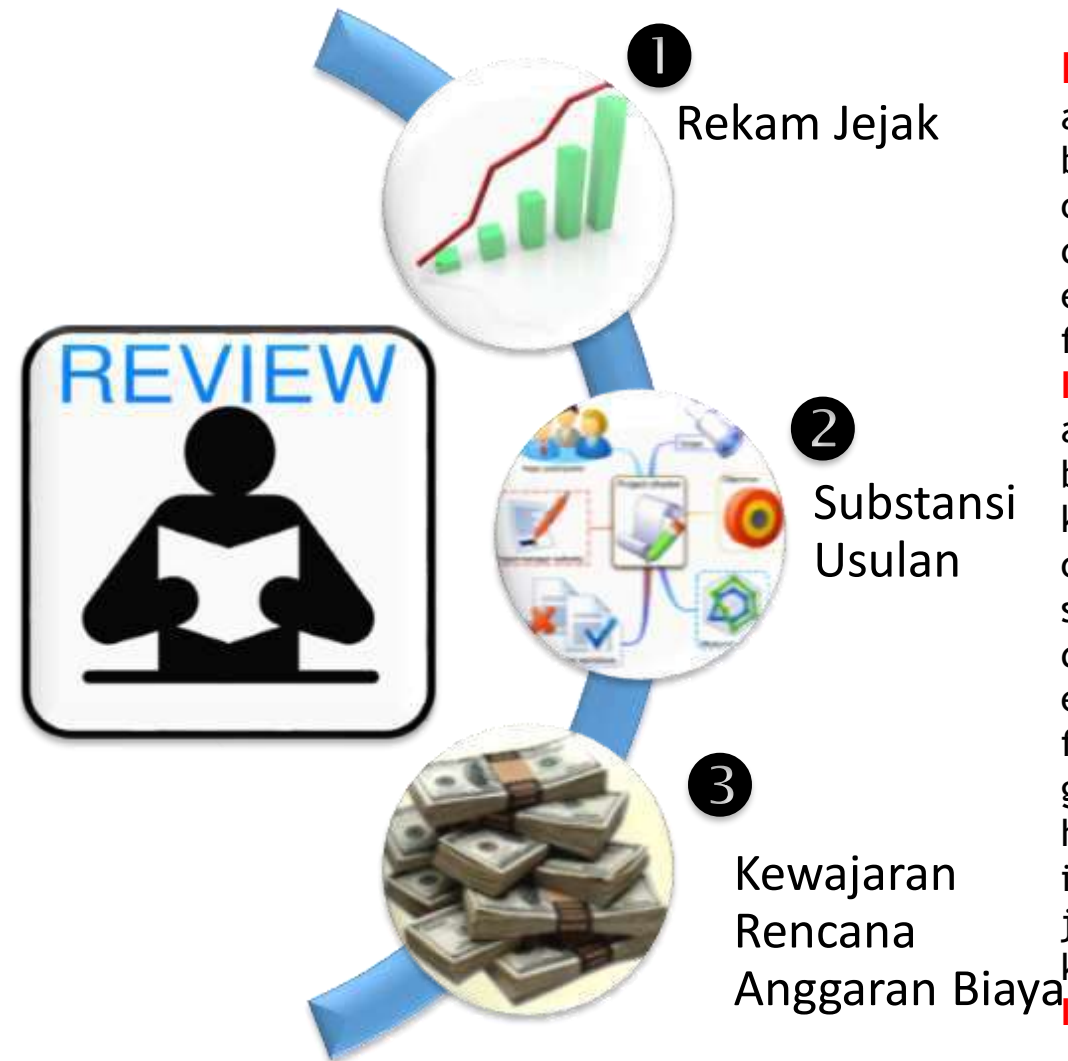 REVIEW
1
Rekam Jejak
2
Substansi
Usulan
3
Kewajaran
Rencana
Anggaran Biaya
a
b
c
d
e
f
a
b
k
c
s
d
e
f
g
h
i
j
k